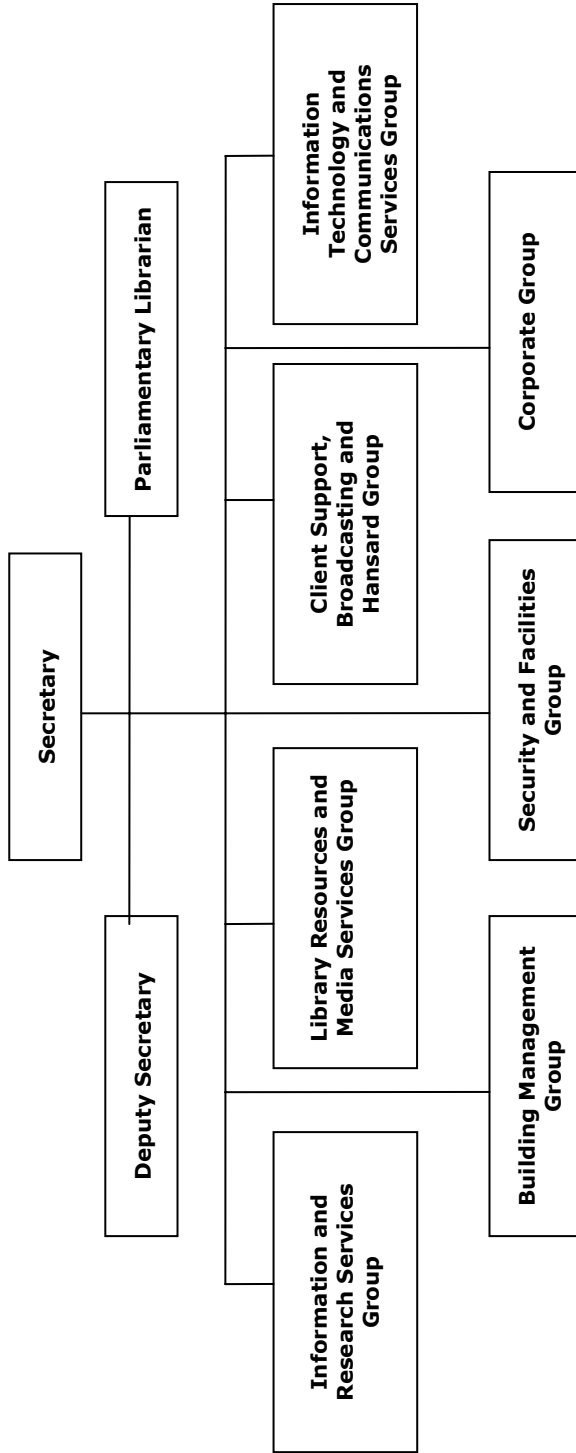 Secretary
Deputy Secretary
Parliamentary Librarian
Information and
Research Services
Group
Library Resources and
Media Services Group
Client Support,
Broadcasting and
Hansard Group
Information
Technology and
Communications
Services Group
Building Management
Group
Security and Facilities
Group
Corporate Group